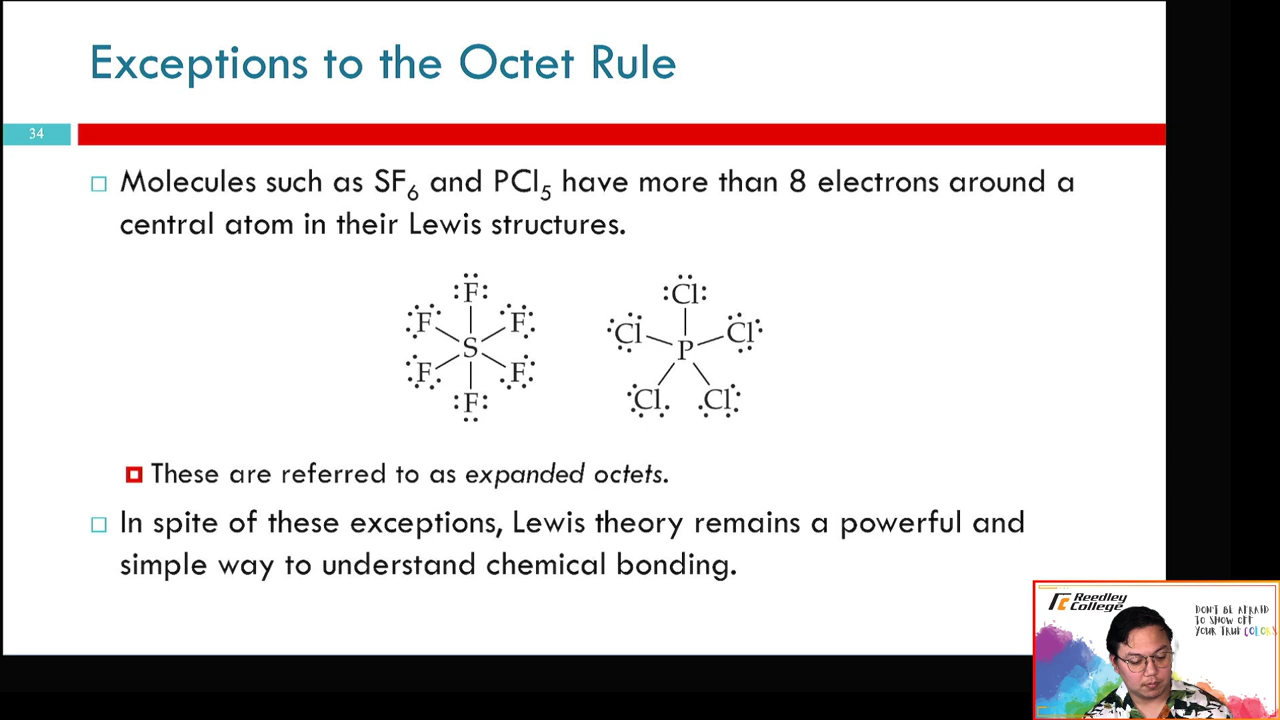 Exceptions to the Octet Rule
34
Molecules such as SF6 and PCl5 have more than 8 electrons around a
central atom in their Lewis structures.
F
F F
S
F F
F
Cl
Cl Cl
P
Cl Cl
These are referred to as expanded octets.
In spite of these exceptions, Lewis theory remains a powerful and
simple way to understand chemical bonding.
Reedley
College
DON'T BE AFRAID
TO SHOW OFF
YOUR TRUE COLORS